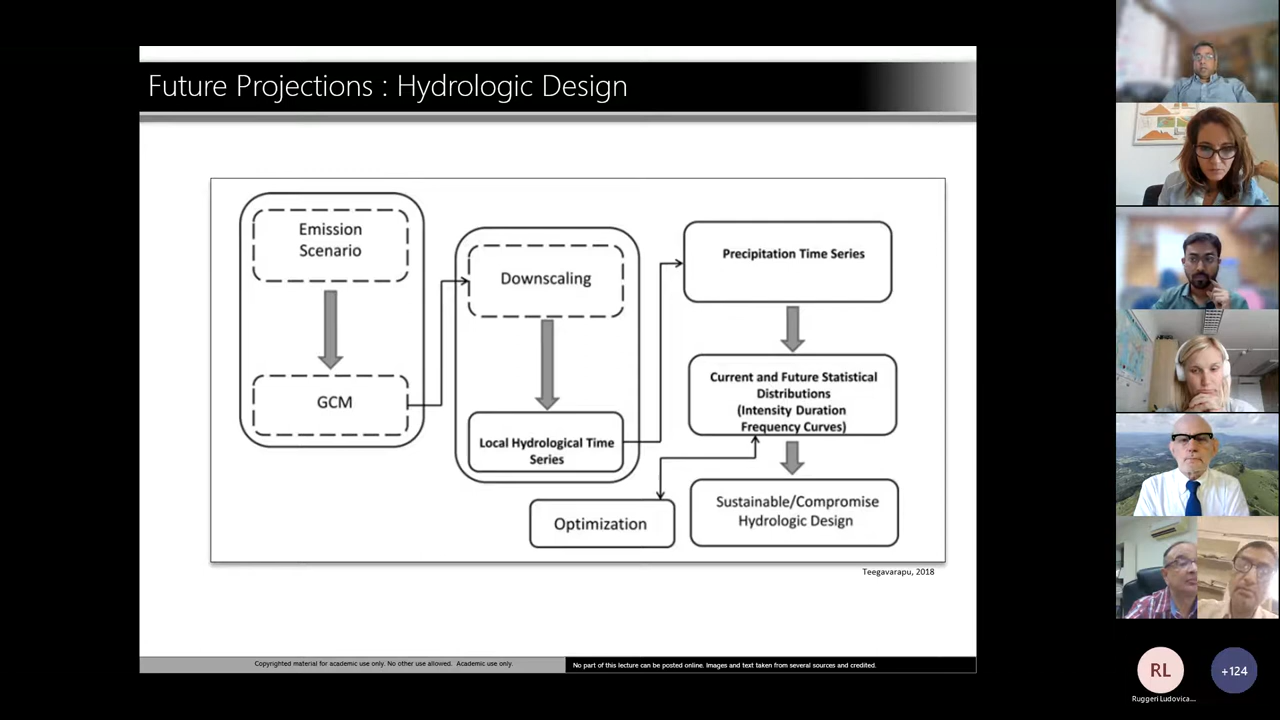 Future Projections : Hydrologic Design
Emission
Scenario
GCM
Downscaling
Local Hydrological Time
Series
Precipitation Time Series
Current and Future Statistical
Distributions
(Intensity Duration
Frequency Curves)
Optimization
Sustainable/Compromise
Hydrologic Design
Teegavarapu, 2018
Copyrighted material for academic use only. No other use allowed. Academic use only.
No part of this lecture can be posted online. Images and text taken from several sources and credited.
RL
+124
Ruggeri Ludovica...